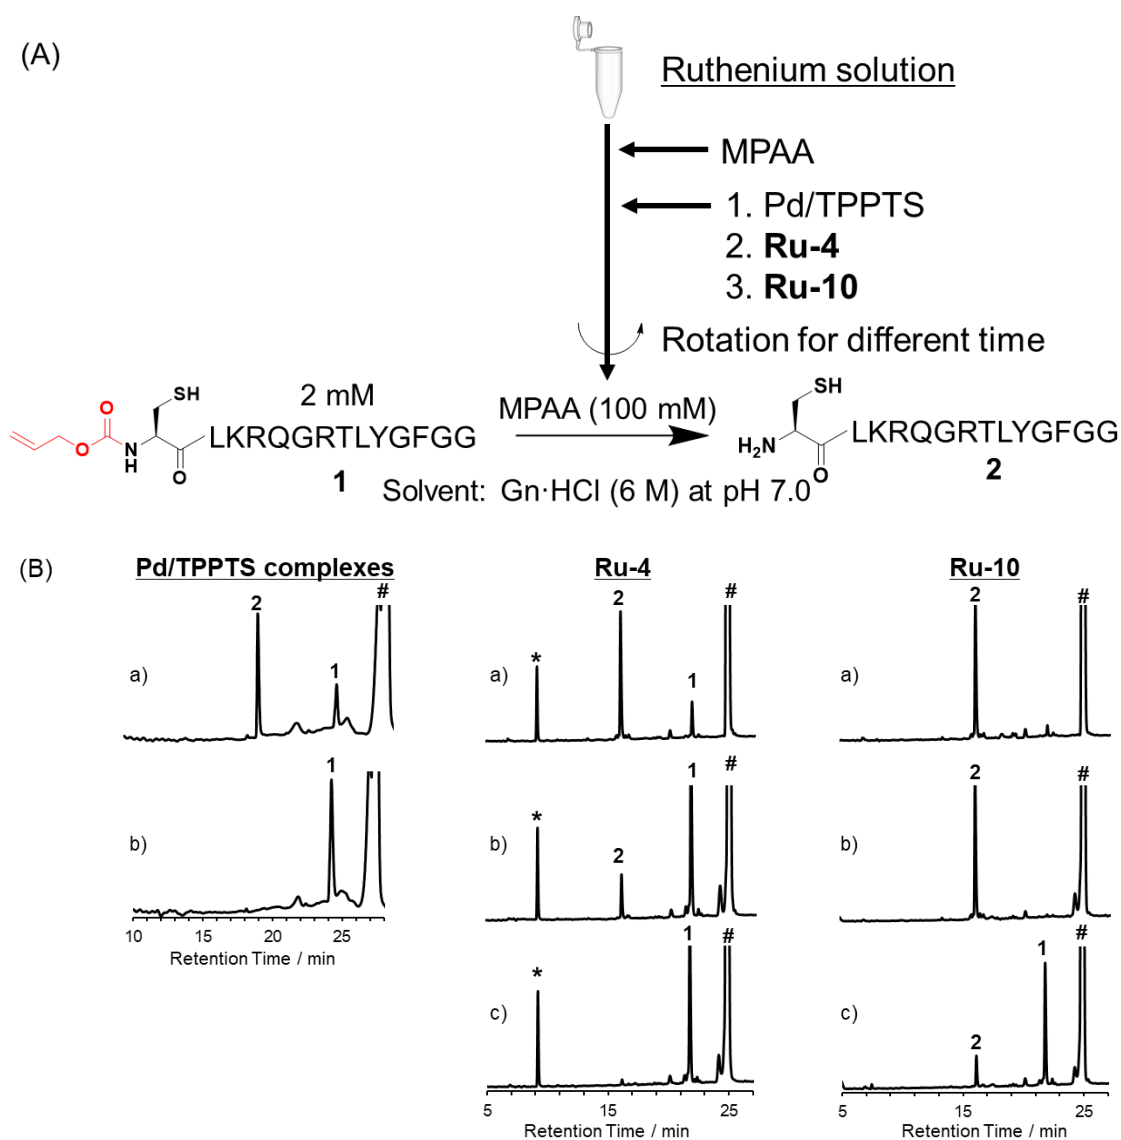 (A)
Ruthenium solution
MPAA
1. Pd/TPPTS
2. Ru-4
3. Ru-10
Rotation for different time
O
O
N
H
SH
O
LKRQGRTLYGFGG
1
2 mM
MPAA (100 mM)
Solvent: Gn·HCl (6 M) at pH 7.0
SH
H2N
O
LKRQGRTLYGFGG
2
(B)
Pd/TPPTS complexes
a)
2
1
#
b)
1
10 15 20 25
Retention Time / min
Ru-4
a)
*
2
1
#
b)
*
2
1
#
c)
*
1
#
5 15 25
Retention Time / min
Ru-10
a)
2
#
b)
2
#
c)
2
1
#
5 15 25
Retention Time / min